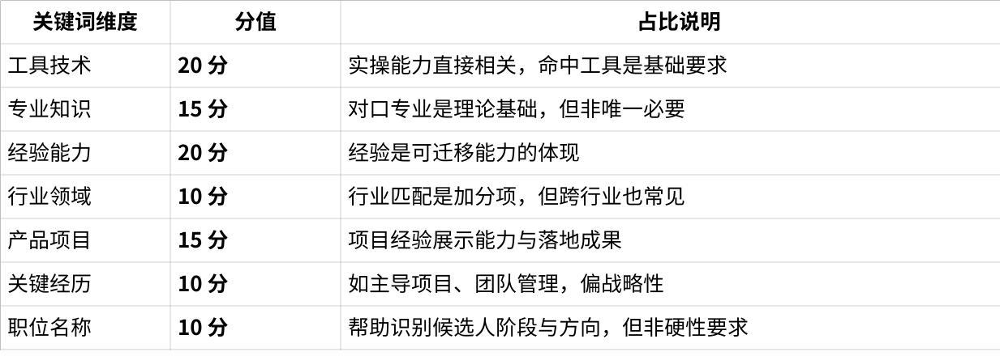 关键词维度 分值 占比说明
工具技术 20 分 实操能力直接相关，命中工具是基础要求
专业知识 15 分 对口专业是理论基础，但非唯一必要
经验能力 20 分 经验是可迁移能力的体现
行业领域 10 分 行业匹配是加分项，但跨行业也常见
产品项目 15 分 项目经验展示能力与落地成果
关键经历 10 分 如主导项目、团队管理，偏战略性
职位名称 10 分 帮助识别候选人阶段与方向，但非硬性要求